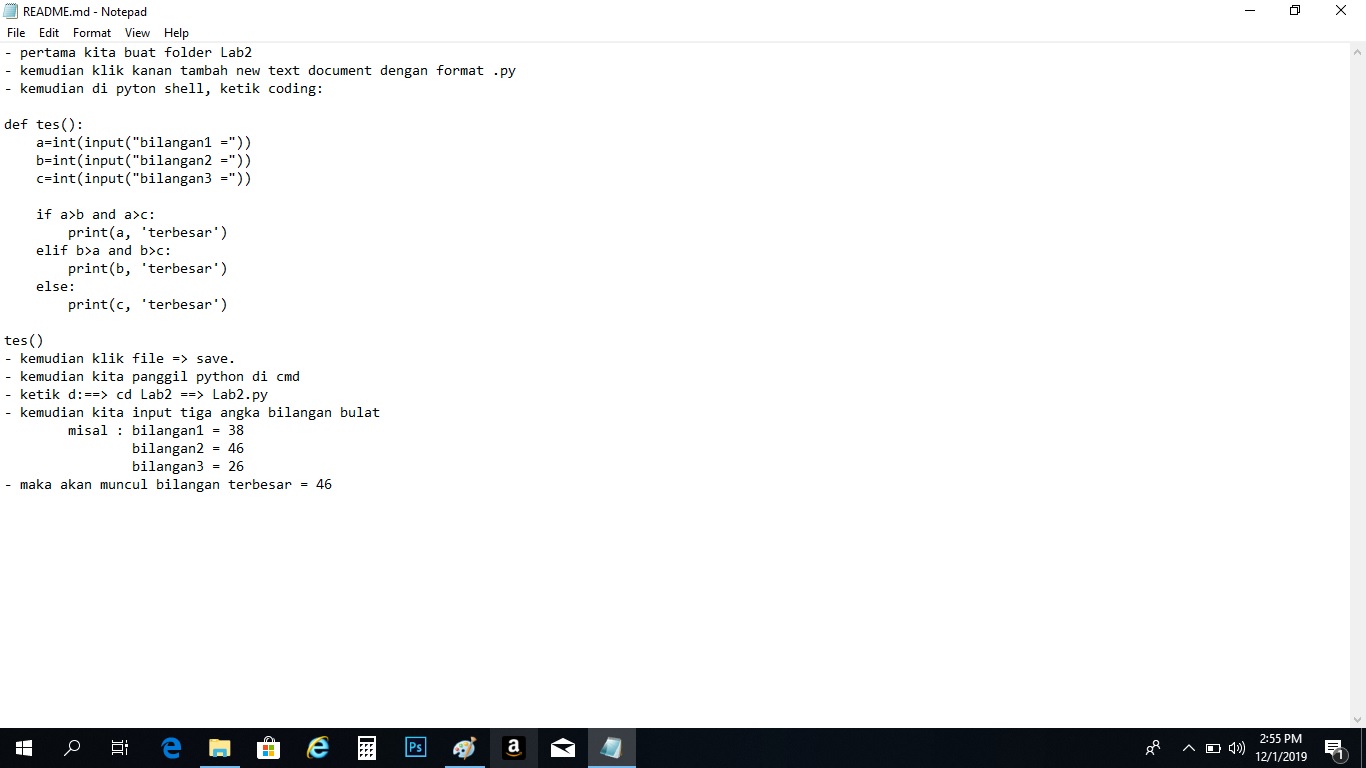 README.md - Notepad
File Edit Format View Help
- pertama kita buat folder Lab2
- kemudian klik kanan tambah new text document dengan format .py
- kemudian di pyton shell, ketik coding:

def tes():
    a=int(input("bilangan1 ="))
    b=int(input("bilangan2 ="))
    c=int(input("bilangan3 ="))

    if a>b and a>c:
        print(a, 'terbesar')
    elif b>a and b>c:
        print(b, 'terbesar')
    else:
        print(c, 'terbesar')

tes()
- kemudian klik file => save.
- kemudian kita panggil python di cmd
- ketik d:==> cd Lab2 ==> Lab2.py
- kemudian kita input tiga angka bilangan bulat
        misal : bilangan1 = 38
                bilangan2 = 46
                bilangan3 = 26
- maka akan muncul bilangan terbesar = 46
Ps
a
2:55 PM
12/1/2019
1